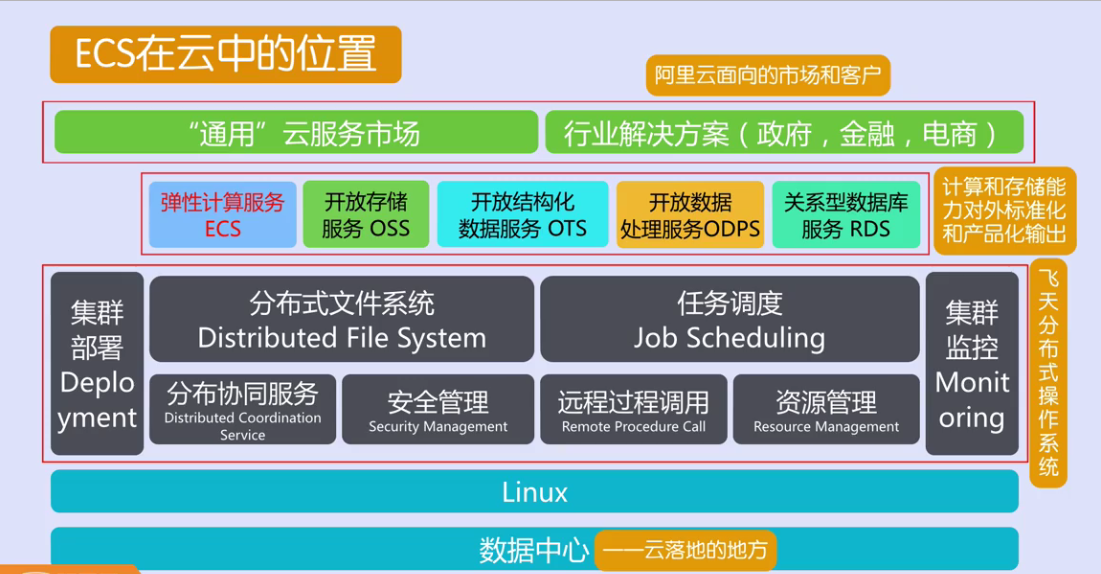 ECS在云中的位置
阿里云面向的市场和客户
“通用”云服务市场
行业解决方案（政府，金融，电商）
弹性计算服务
ECS
开放存储
服务 OSS
开放结构化
数据服务 OTS
开放数据
处理服务ODPS
关系型数据库
服务 RDS
计算和存储能
力对外标准化
和产品化输出
集群
部署
Deplo
yment
分布式文件系统
Distributed File System
任务调度
Job Scheduling
分布协同服务
Distributed Coordination
Service
安全管理
Security Management
远程过程调用
Remote Procedure Call
资源管理
Resource Management
集群
监控
Monit
oring
飞天分布式操作系统
Linux
数据中心
——云落地的地方